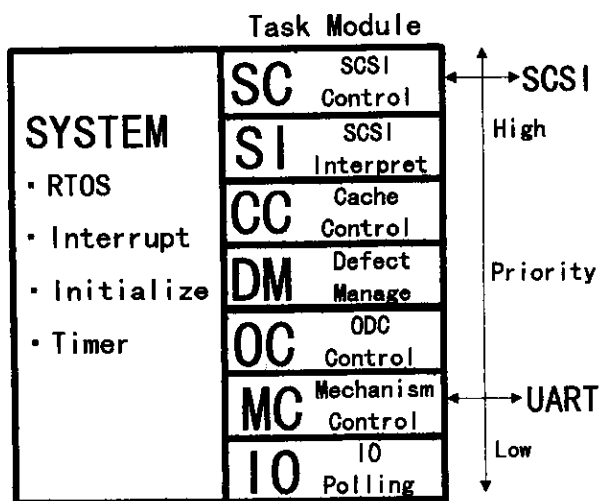 Task Module
SYSTEM
· RTOS
· Interrupt
· Initialize
· Timer
SC SCSI
Control
SI SCSI
Interpret
CC Cache
Control
DM Defect
Manage
OC ODC
Control
MC Mechanism
Control
IO IO
Polling
SCSI
High
Priority
UART
Low